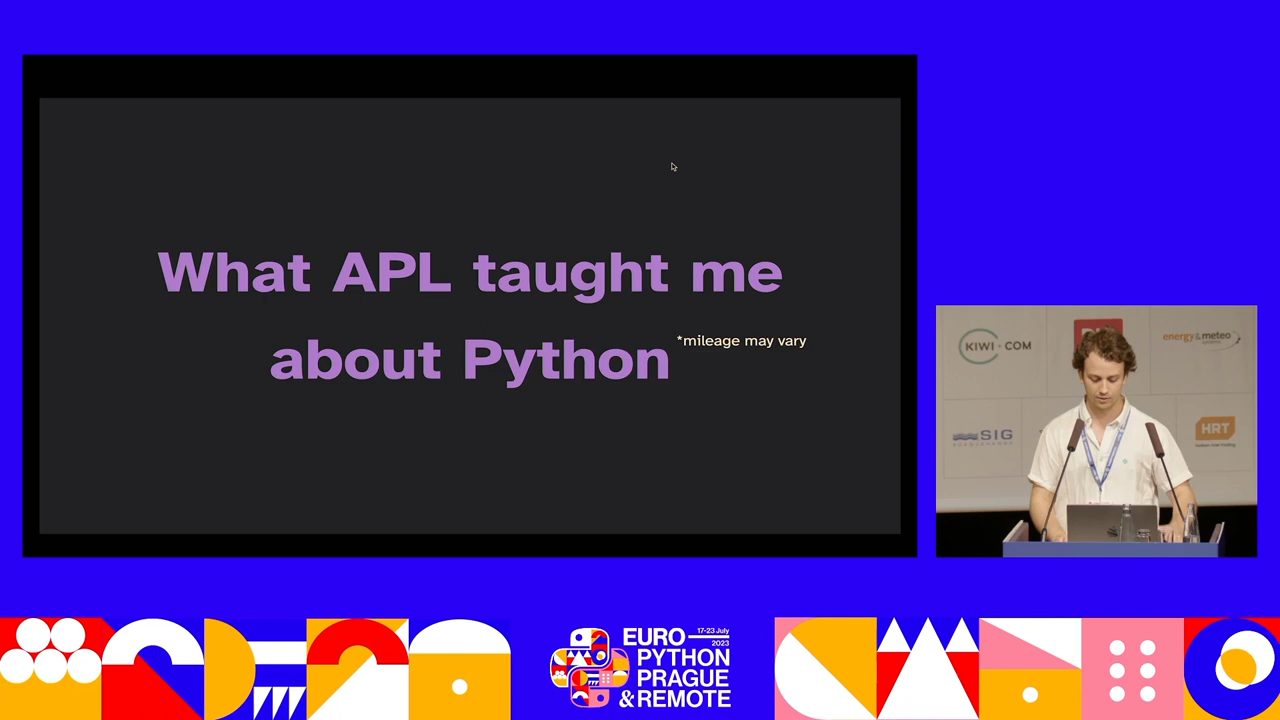 What APL taught me
about Python
*mileage may vary
KIWI•COM
energy & meteo
systems
SIG
HRT
17-23 July
2023
EURO
PYTHON
PRAGUE
& REMOTE